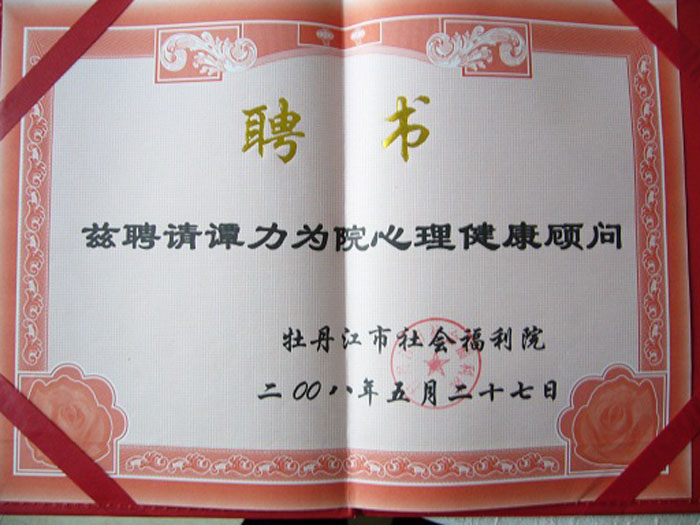 聘 书
兹聘请谭力为院心理健康顾问
牡丹江市社会福利院
二〇〇八年五月二十七日